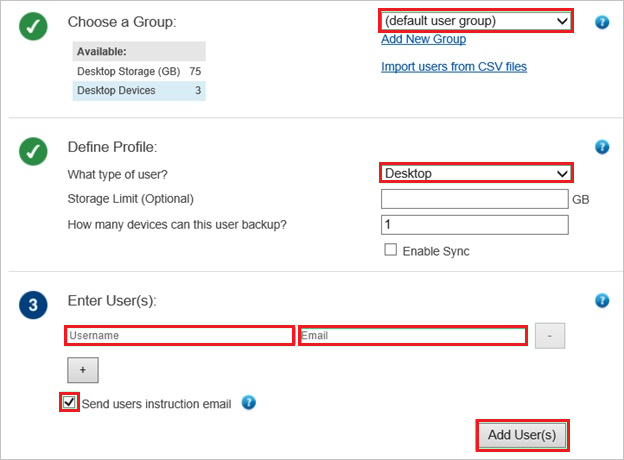 Choose a Group:
(default user group)
?
Available:
Add New Group
Desktop Storage (GB) 75
Import users from CSV files
Desktop Devices 3
Define Profile:
?
What type of user?
Desktop
Storage Limit (Optional)
GB
How many devices can this user backup?
1
Enable Sync
3
Enter User(s):
?
Username
Email
-
+
Send users instruction email
?
Add User(s)